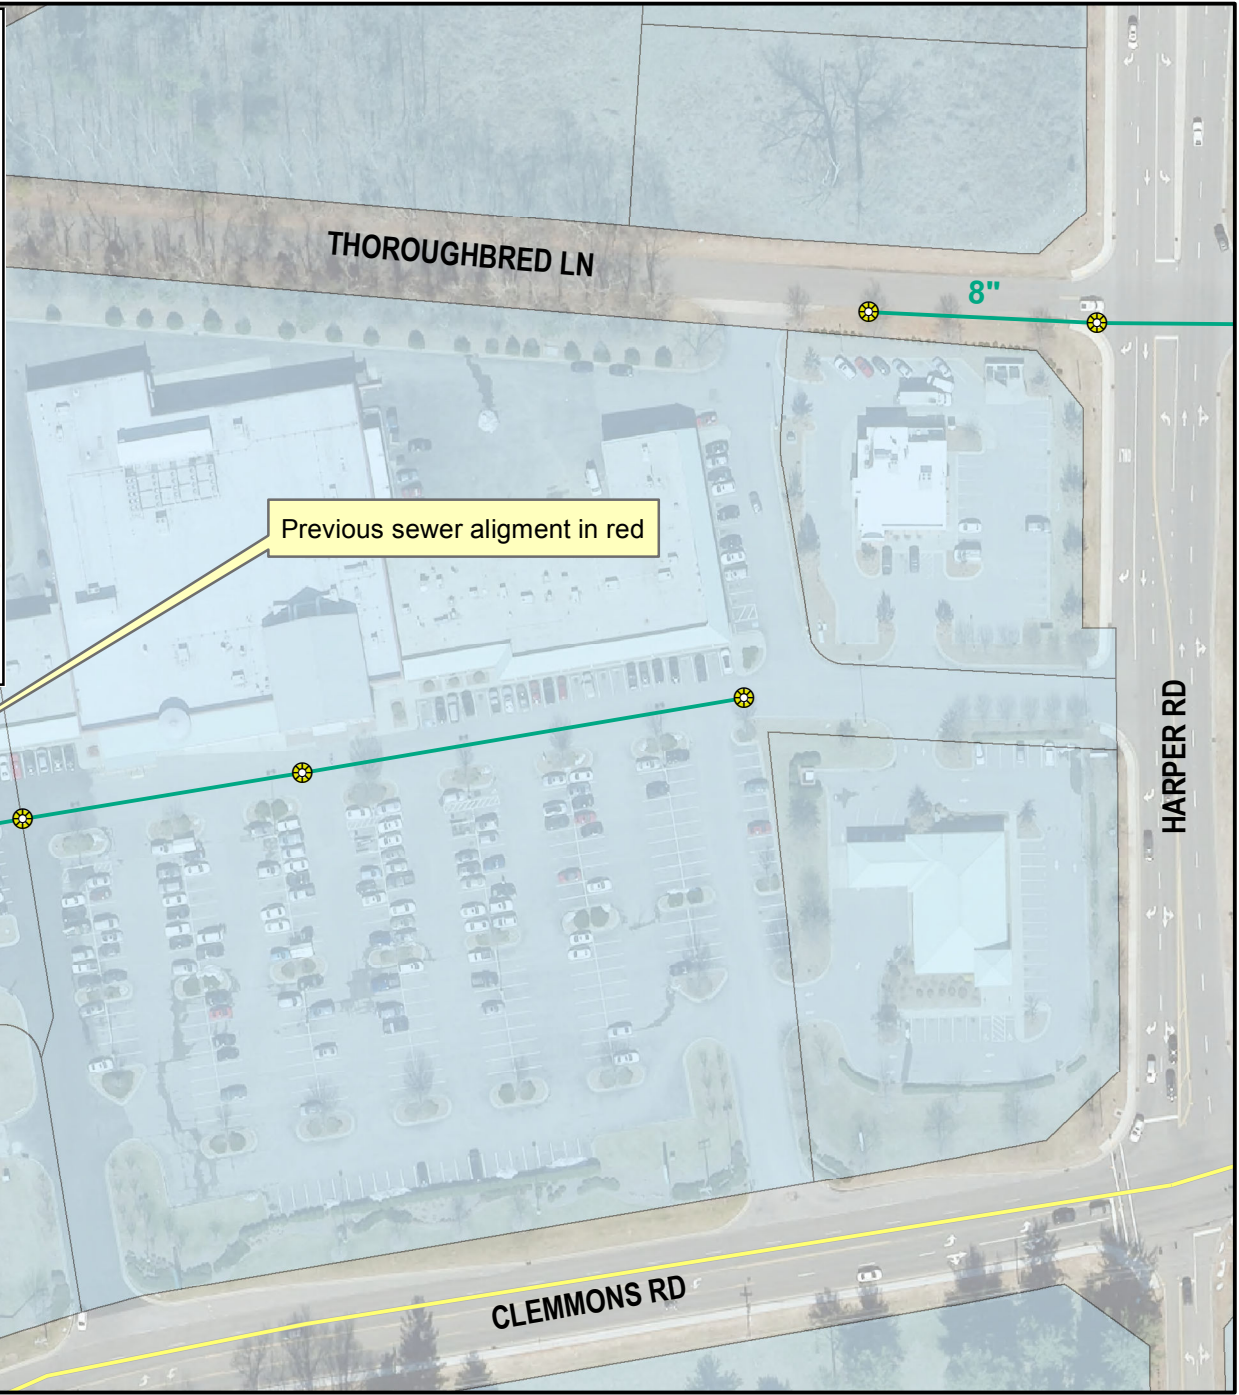 THOROUGHBRED LN
8"
Previous sewer aligment in red
HARPER RD
CLEMMONS RD